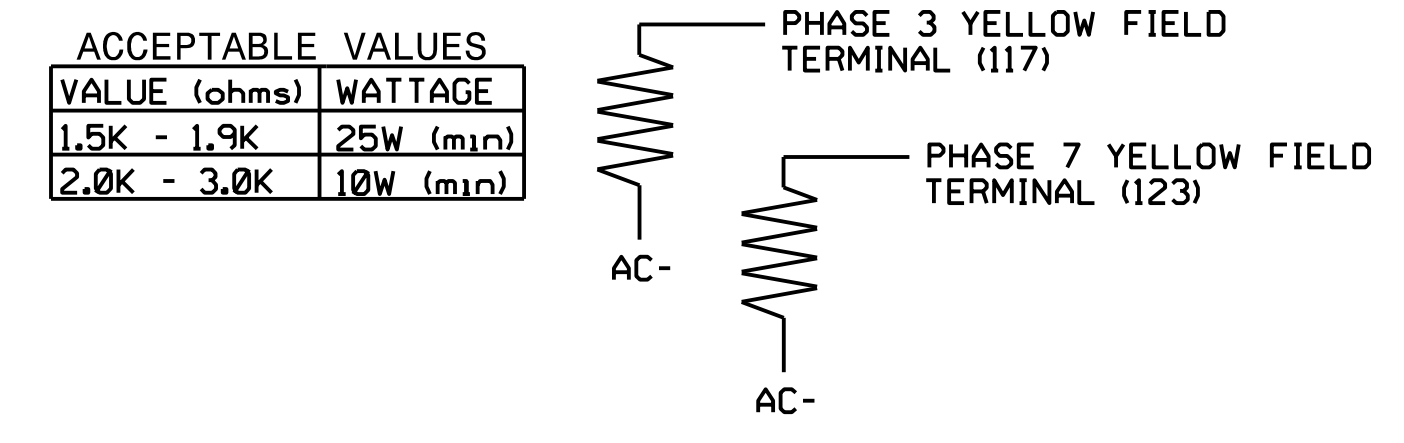 ACCEPTABLE VALUES
VALUE (ohms) WATTAGE
1.5K - 1.9K 25W (min)
2.0K - 3.0K 10W (min)
PHASE 3 YELLOW FIELD
TERMINAL (117)
AC-
PHASE 7 YELLOW FIELD
TERMINAL (123)
AC-